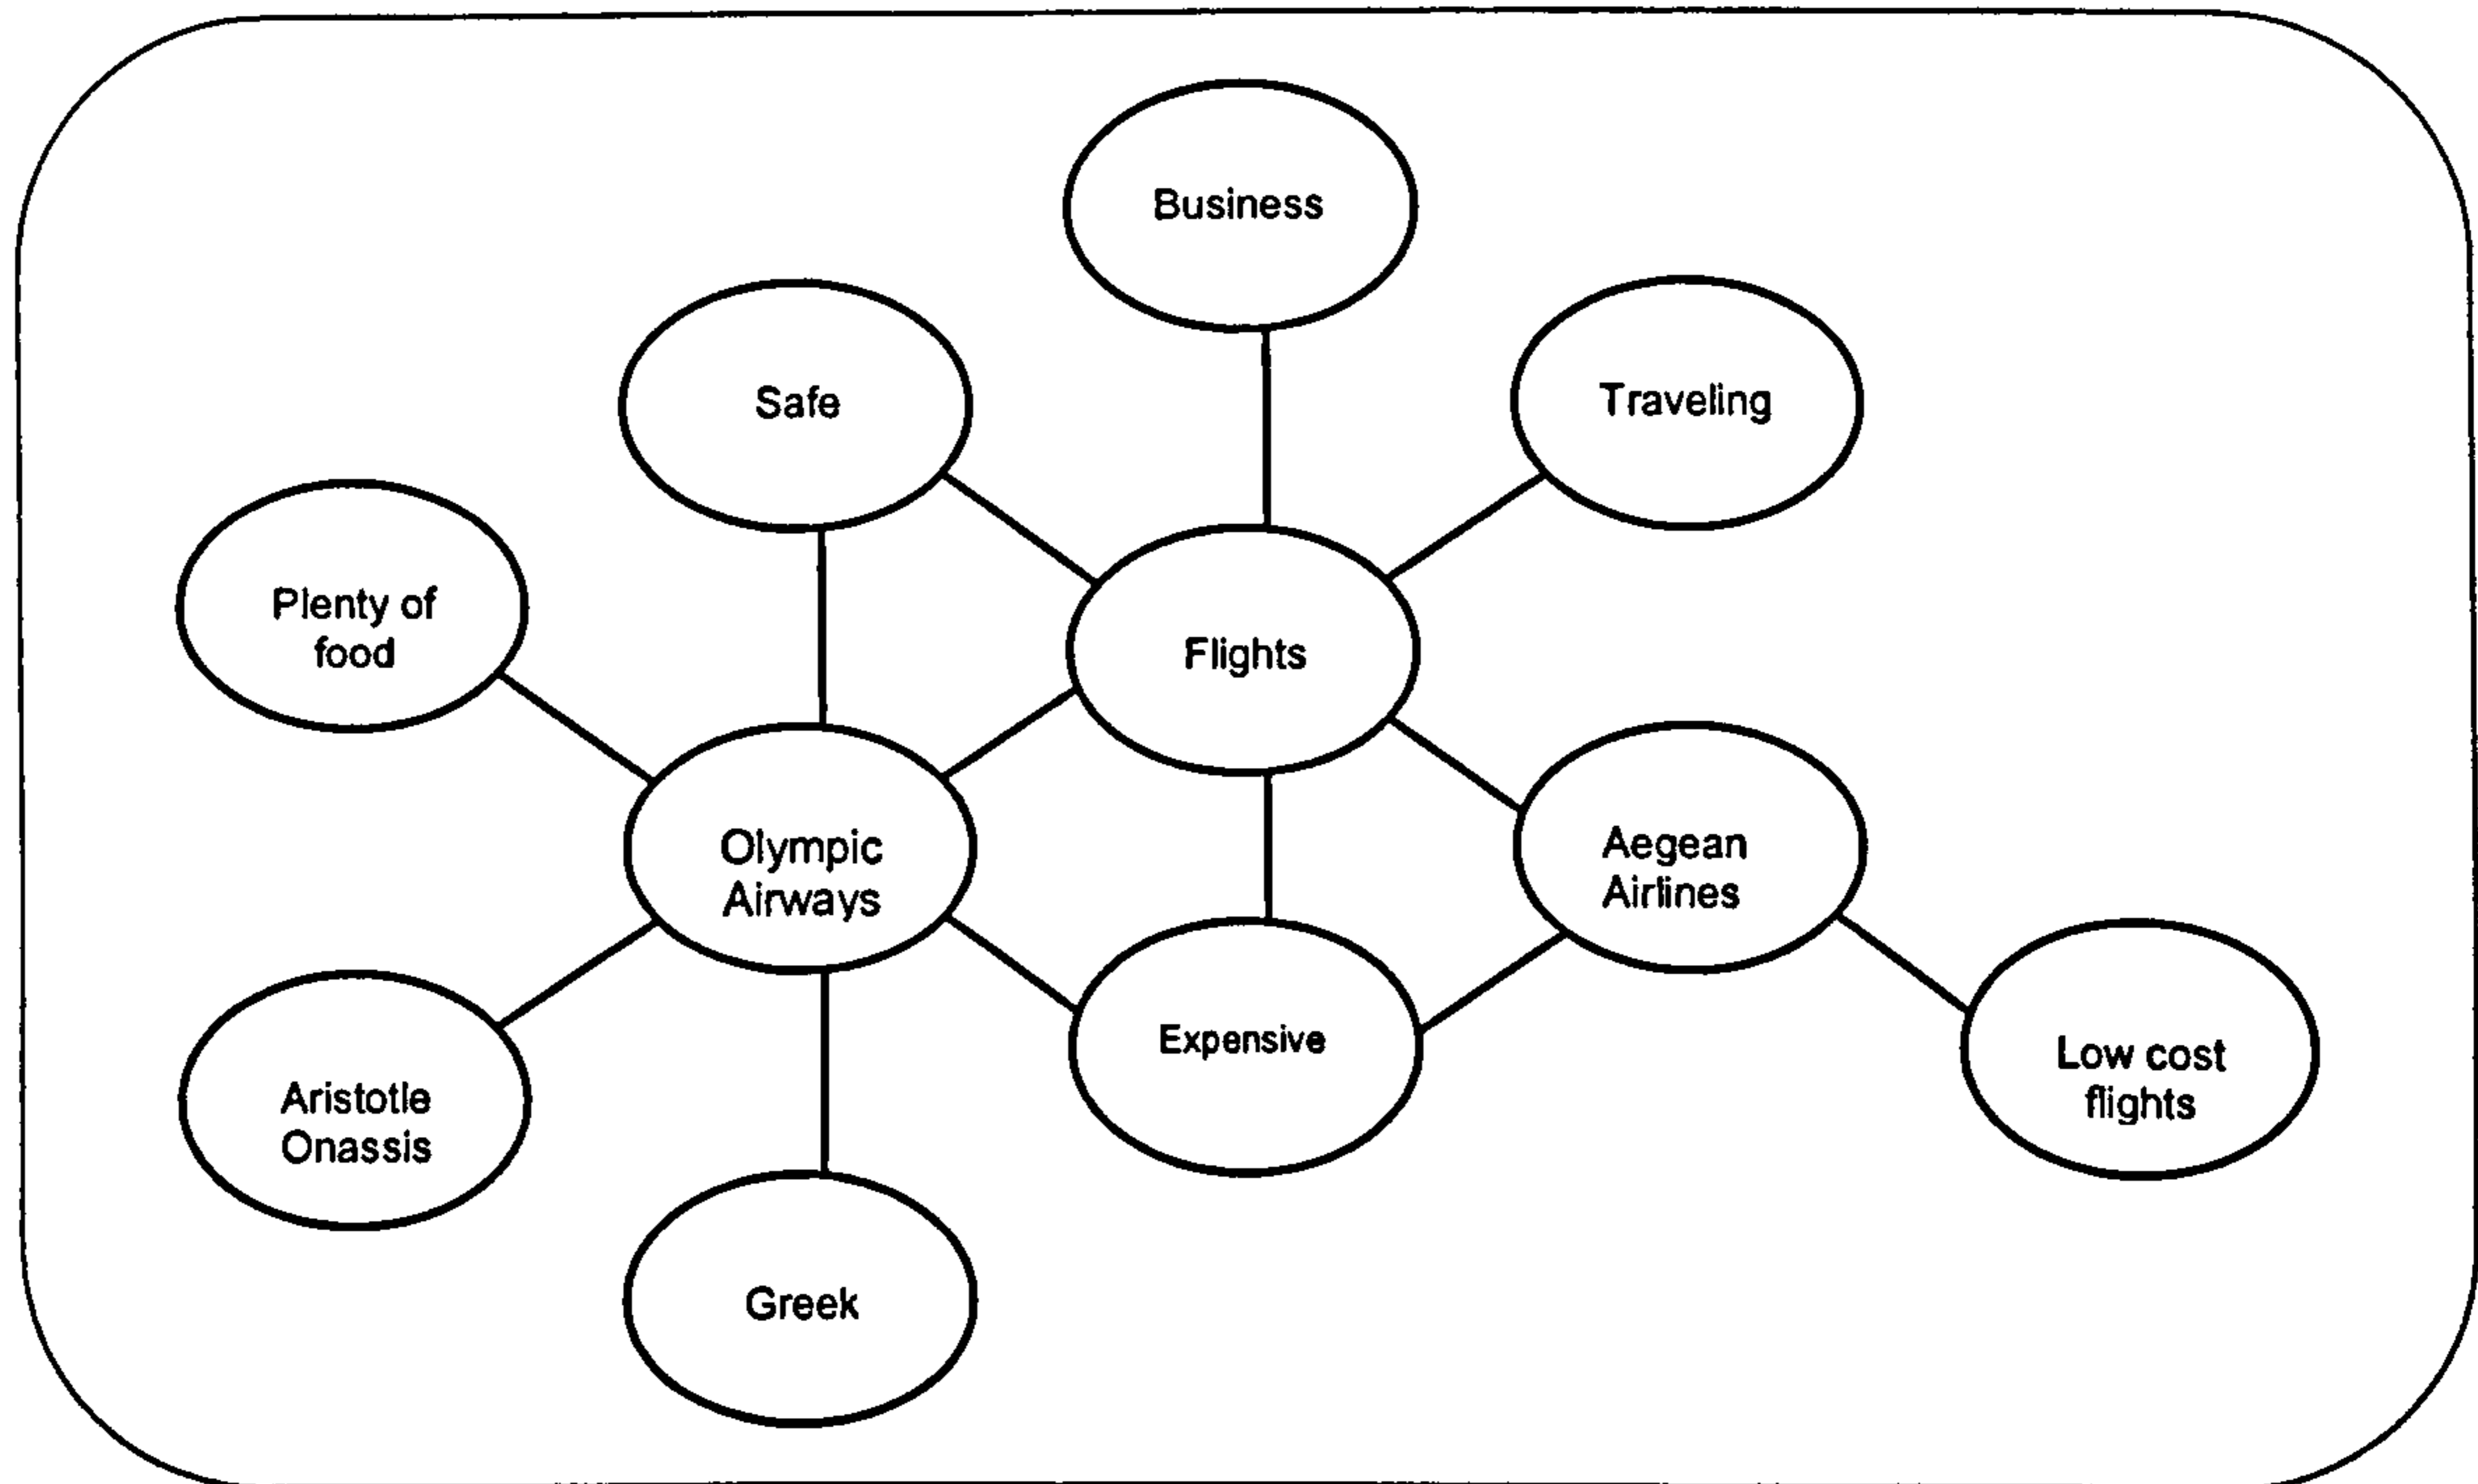 Business
Safe
Traveling
Plenty of
food
Flights
Olympic
Airways
Aegean
Airlines
Expensive
Low cost
flights
Aristotle
Onassis
Greek